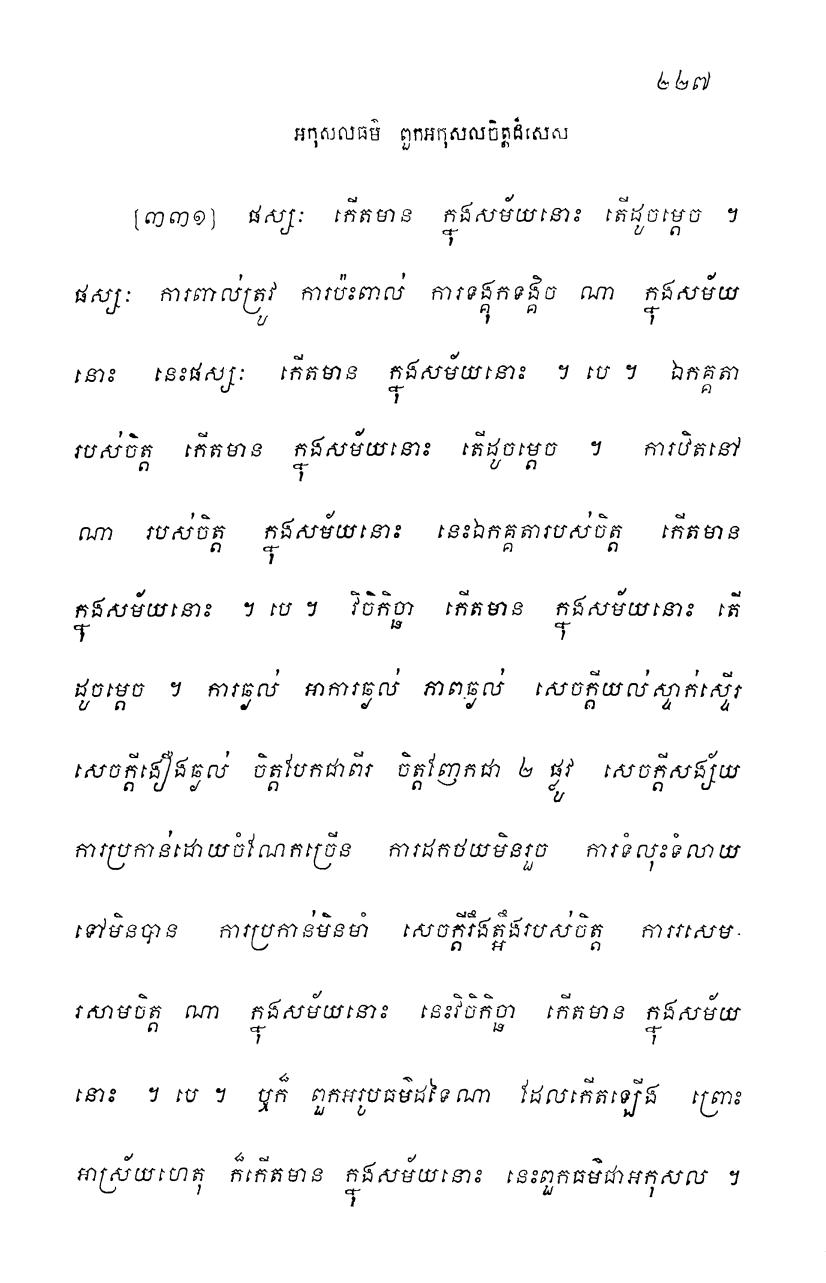 ២២៧
អកុសលធម៌ ពួកអកុសលចិត្តដ៏សេស
[៣៣១] ផស្សៈ កើតមាន ក្នុងសម័យនោះ តើដូចម្តេច ។
ផស្សៈ ការពាល់ត្រូវ ការប៉ះពាល់ ការទង្គុកទង្គិច ណា ក្នុងសម័យ
នោះ នេះផស្សៈ កើតមាន ក្នុងសម័យនោះ ។ បេ ។ ឯកគ្គតា
របស់ចិត្ត កើតមាន ក្នុងសម័យនោះ តើដូចម្តេច ។ ការឋិតនៅ
ណា របស់ចិត្ត ក្នុងសម័យនោះ នេះឯកគ្គតារបស់ចិត្ត កើតមាន
ក្នុងសម័យនោះ ។ បេ ។ វិចិកិច្ឆា កើតមាន ក្នុងសម័យនោះ តើ
ដូចម្តេច ។ ការធ្ងល់ អាការធ្ងល់ ភាពធ្ងល់ សេចក្តីយល់ស្ទាក់ស្ទើរ
សេចក្តីងឿងធ្ងល់ ចិត្តបែកជាពីរ ចិត្តញែកជា ២ ផ្លូវ សេចក្តីសង្ស័យ
ការប្រកាន់ដោយចំណែកច្រើន ការដកថយមិនរួច ការទំលុះទំលាយ
ទៅមិនបាន ការប្រកាន់មិនមាំ សេចក្តីរឹងត្អឹងរបស់ចិត្ត ការរសេម-
រសាមចិត្ត ណា ក្នុងសម័យនោះ នេះវិចិកិច្ឆា កើតមាន ក្នុងសម័យ
នោះ ។ បេ ។ ឬក៏ ពួកអរូបធម៌ដទៃណា ដែលកើតឡើង ព្រោះ
អាស្រ័យហេតុ ក៏កើតមាន ក្នុងសម័យនោះ នេះពួកធម៌ជាអកុសល ។